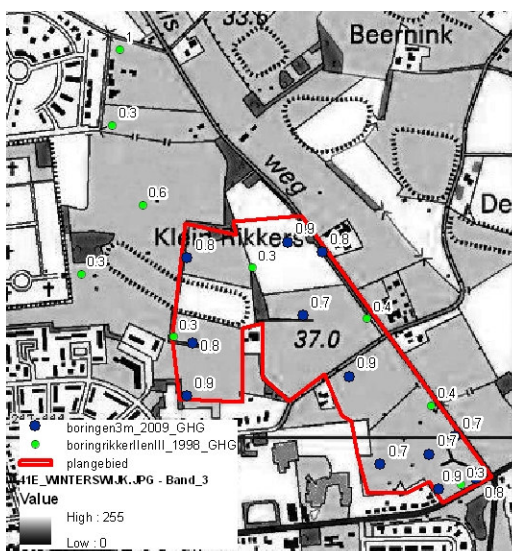 33.6
Beernink
1
0.3
weg
0.6
De
0.9
Klein Rikkers
0.8
0.8
0.3
0.3
0.7
0.4
0.3
37.0
0.8
0.9
0.9
0.4
0.7
0.7
0.7
0.9
0.3
0.8
boringen3m_2009_GHG
boringrikkerIIenIII_1998_GHG
plangebied
41E_WINTERSWIJK.JPG - Band_3
Value
High : 255
Low : 0